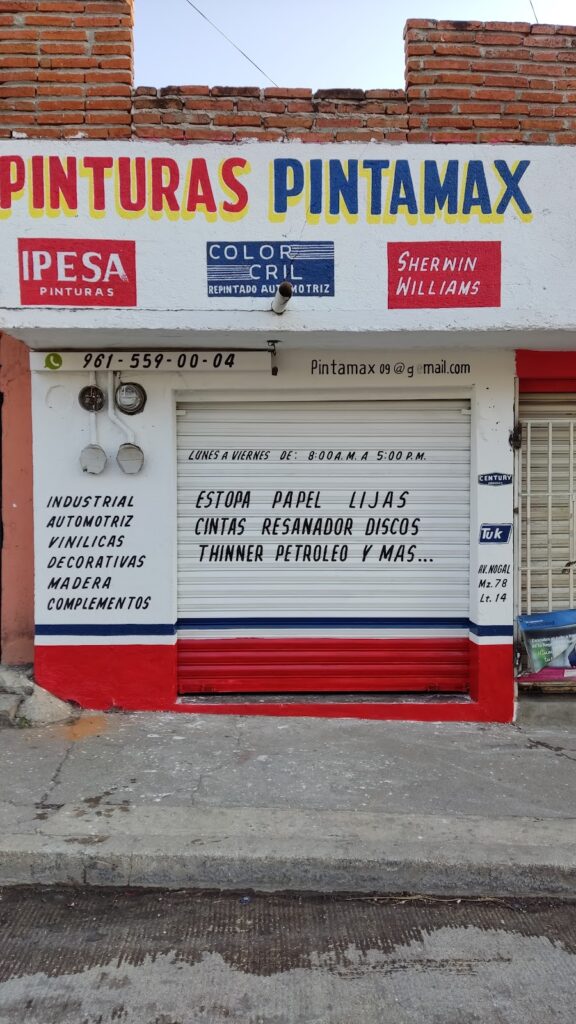 PINTURAS PINTAMAX
IPESA
PINTURAS
COLOR
CRIL
REPINTADO AUTOMOTRIZ
SHERWIN
WILLIAMS
961-559-00-04
Pintamax 09@gmail.com
LUNES A VIERNES DE: 8:00 A.M. A 5:00 P.M.
ESTOPA PAPEL LIJAS
CINTAS RESANADOR DISCOS
THINNER PETROLEO Y MAS...
INDUSTRIAL
AUTOMOTRIZ
VINILICAS
DECORATIVAS
MADERA
COMPLEMENTOS
CENTURY
TUK
AV. NOGAL
Mz. 78
Lt. 14